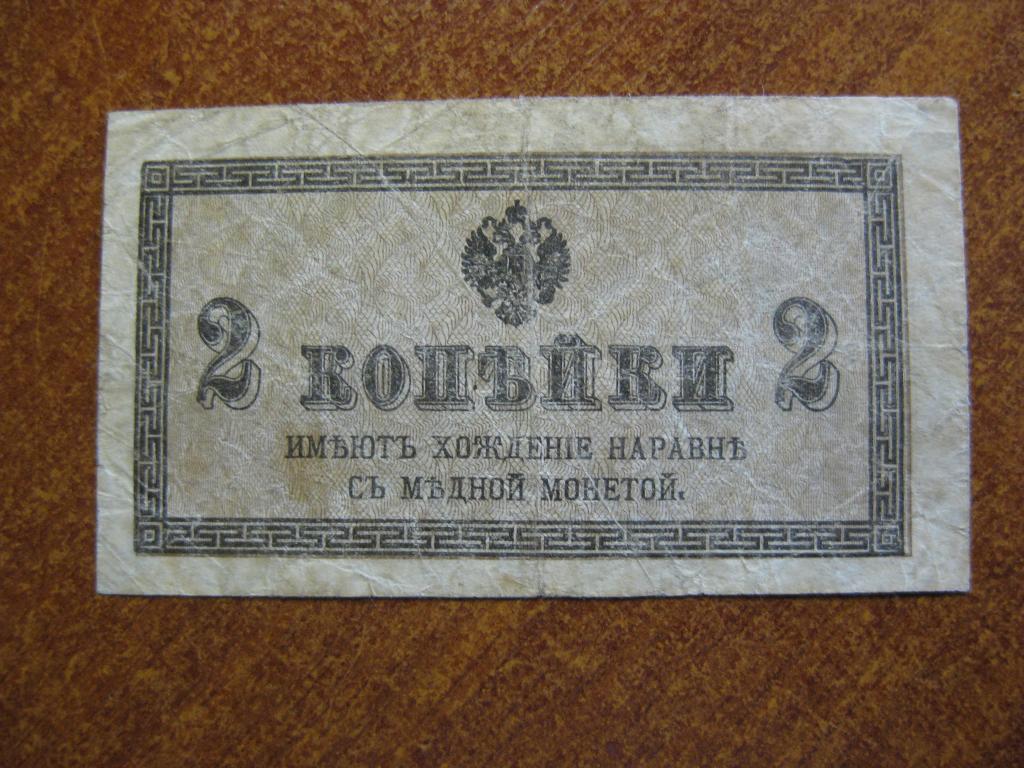 2 КОПѢЙКИ 2
ИМѢЮТЪ ХОЖДЕНІЕ НАРАВНѢ
СЪ МѢДНОЙ МОНЕТОЙ.